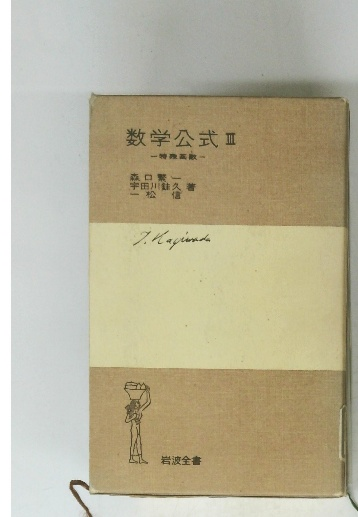 数学公式 III
—特殊函数—
森口繁一
宇田川銈久 著
一松 信
T. Hagiwada
岩波全書